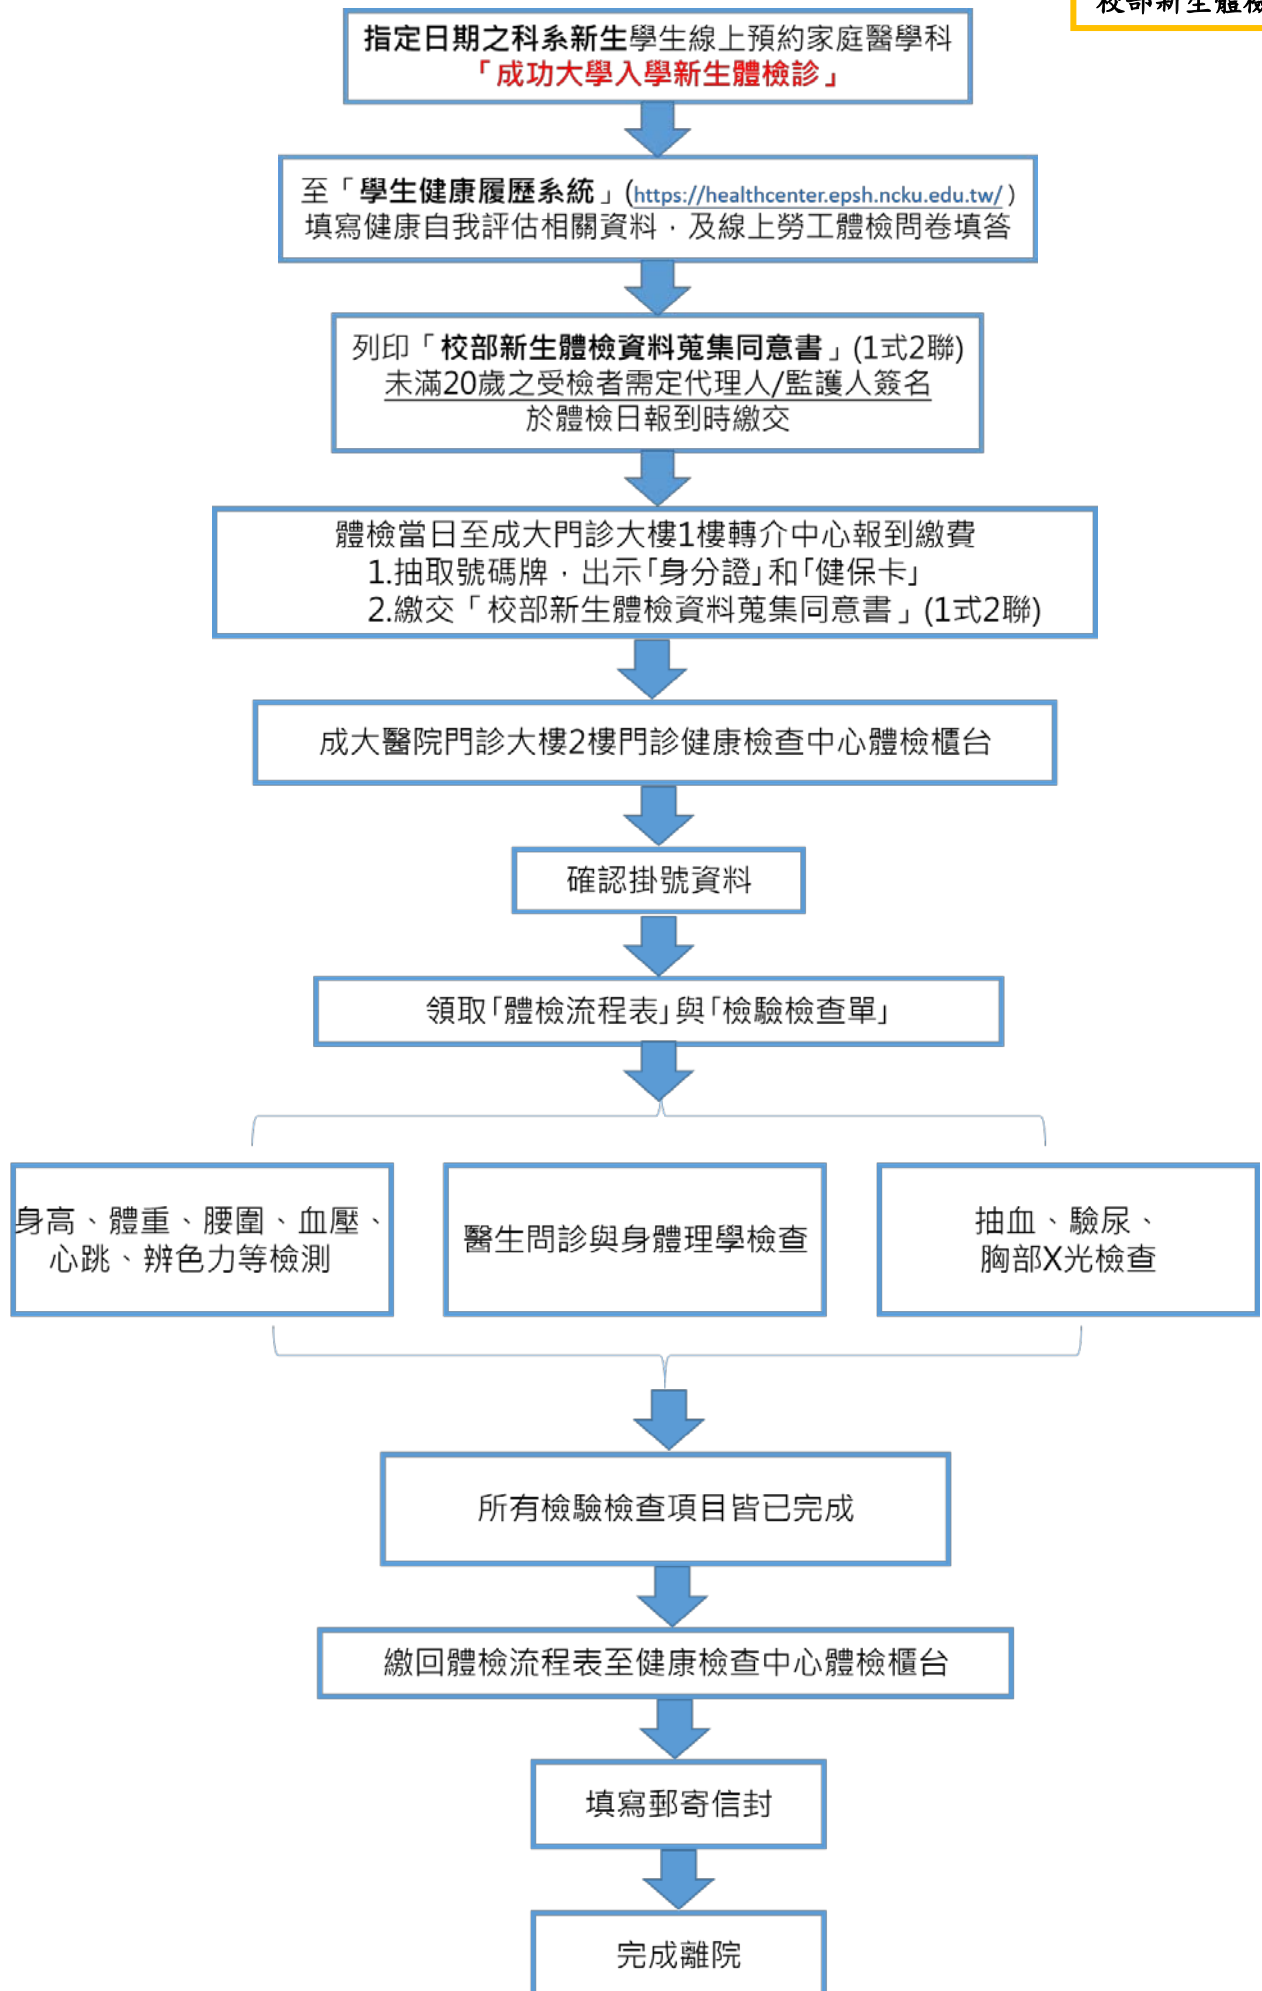 校部新生體檢
指定日期之科系新生學生線上預約家庭醫學科
「成功大學入學新生體檢診」
至「學生健康履歷系統」(https://healthcenter.epsh.ncku.edu.tw/ )
填寫健康自我評估相關資料，及線上勞工體檢問卷填答
列印「校部新生體檢資料蒐集同意書」(1式2聯)
未滿20歲之受檢者需定代理人/監護人簽名
於體檢日報到時繳交
體檢當日至成大門診大樓1樓轉介中心報到繳費
1.抽取號碼牌，出示「身分證」和「健保卡」
2.繳交「校部新生體檢資料蒐集同意書」(1式2聯)
成大醫院門診大樓2樓門診健康檢查中心體檢櫃台
確認掛號資料
領取「體檢流程表」與「檢驗檢查單」
身高、體重、腰圍、血壓、
心跳、辨色力等檢測
醫生問診與身體理學檢查
抽血、驗尿、
胸部X光檢查
所有檢驗檢查項目皆已完成
繳回體檢流程表至健康檢查中心體檢櫃台
填寫郵寄信封
完成離院